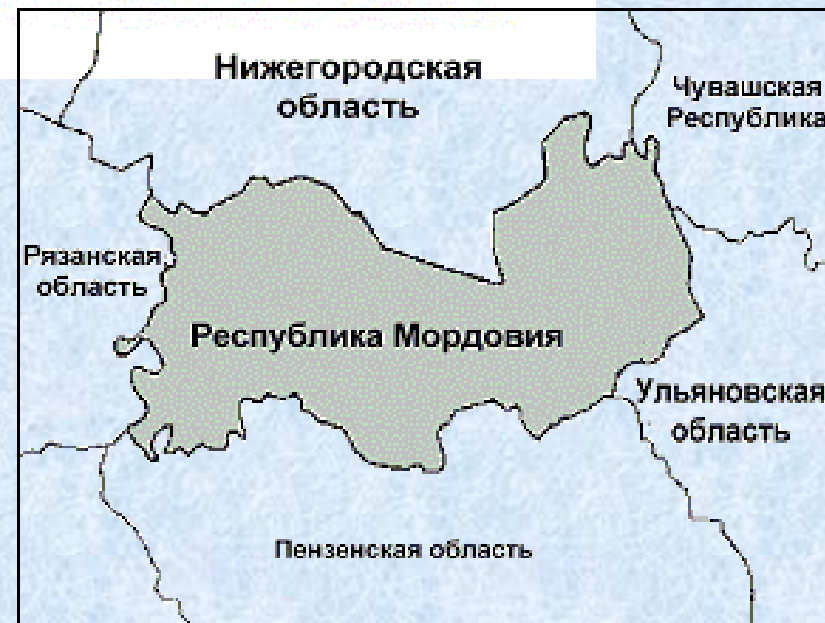 Нижегородская
область
Чувашская
Республика
Рязанская
область
Республика Мордовия
Ульяновская
область
Пензенская область